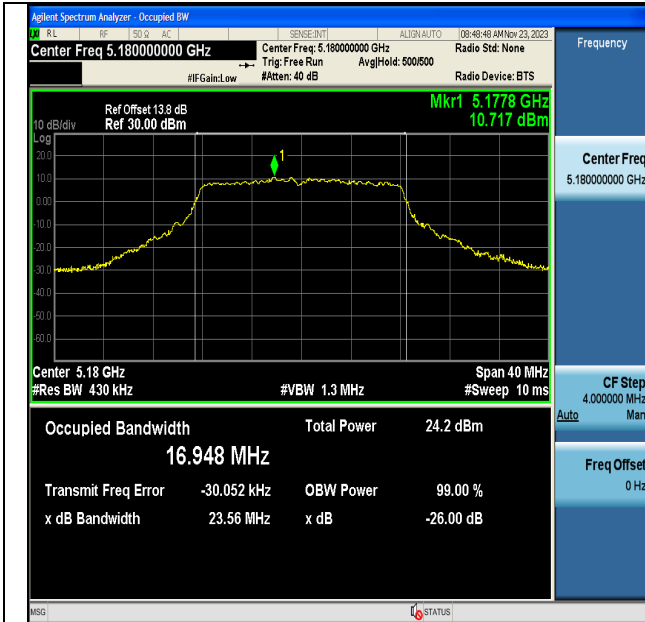 Agilent Spectrum Analyzer - Occupied BW
LXI RL RF 50 Ω AC SENSE:INT ALIGN AUTO 08:48:48 AM Nov 23, 2023
Center Freq 5.180000000 GHz
Center Freq: 5.180000000 GHz
Radio Std: None
Trig: Free Run Avg|Hold: 500/500
#IFGain:Low #Atten: 40 dB Radio Device: BTS
Frequency
Ref Offset 13.8 dB
10 dB/div Ref 30.00 dBm
Mkr1 5.1778 GHz
10.717 dBm
Log
20.0
10.0
0.00
-10.0
-20.0
-30.0
-40.0
-50.0
-60.0
1
Center 5.18 GHz Span 40 MHz
#Res BW 430 kHz #VBW 1.3 MHz #Sweep 10 ms
Occupied Bandwidth Total Power 24.2 dBm
16.948 MHz
Transmit Freq Error -30.052 kHz OBW Power 99.00 %
x dB Bandwidth 23.56 MHz x dB -26.00 dB
Center Freq
5.180000000 GHz
CF Step
4.000000 MHz
Auto Man
Freq Offset
0 Hz
MSG STATUS